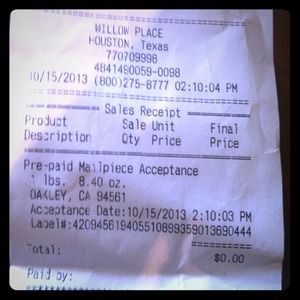 WILLOW PLACE
HOUSTON, Texas
770709998
4841490059-0098
10/15/2013 (800)275-8777 02:10:04 PM
Sales Receipt
Product Sale Unit Final
Description Qty Price Price
Pre-paid Mailpiece Acceptance
1 lbs. 8.40 oz.
OAKLEY, CA 94561
Acceptance Date:10/15/2013 2:10:03 PM
Label#:420945619405510899359013690444
Total: $0.00
Paid by: